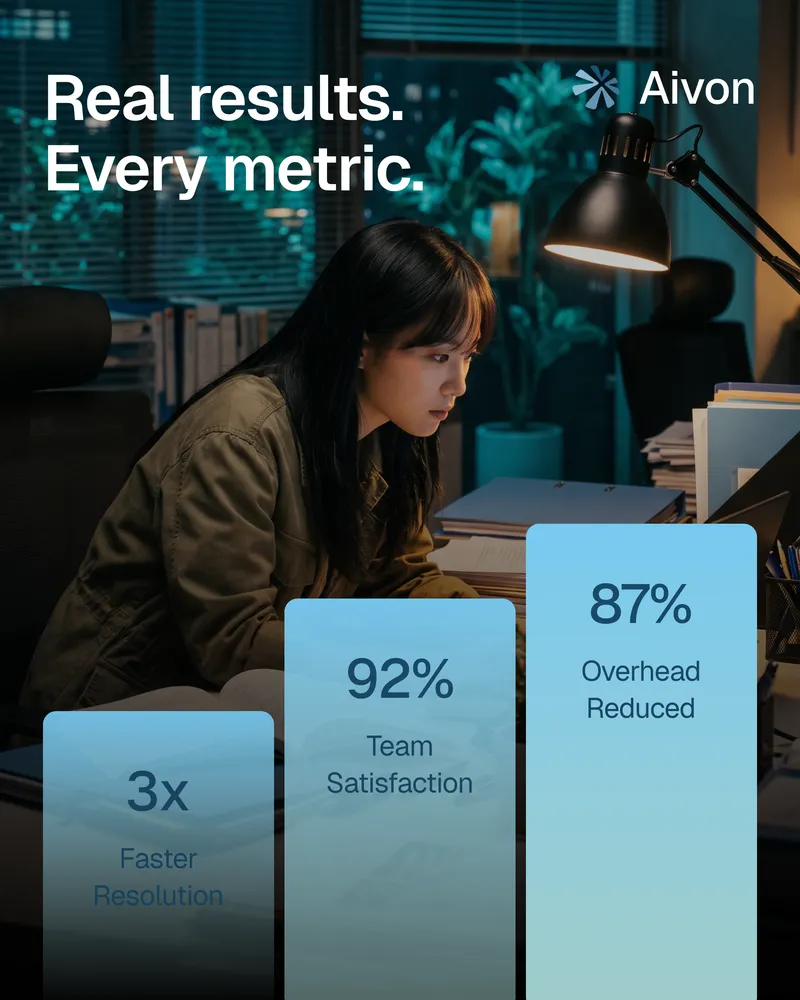 Real results.
Every metric.
Aivon
3x
Faster
Resolution
92%
Team
Satisfaction
87%
Overhead
Reduced